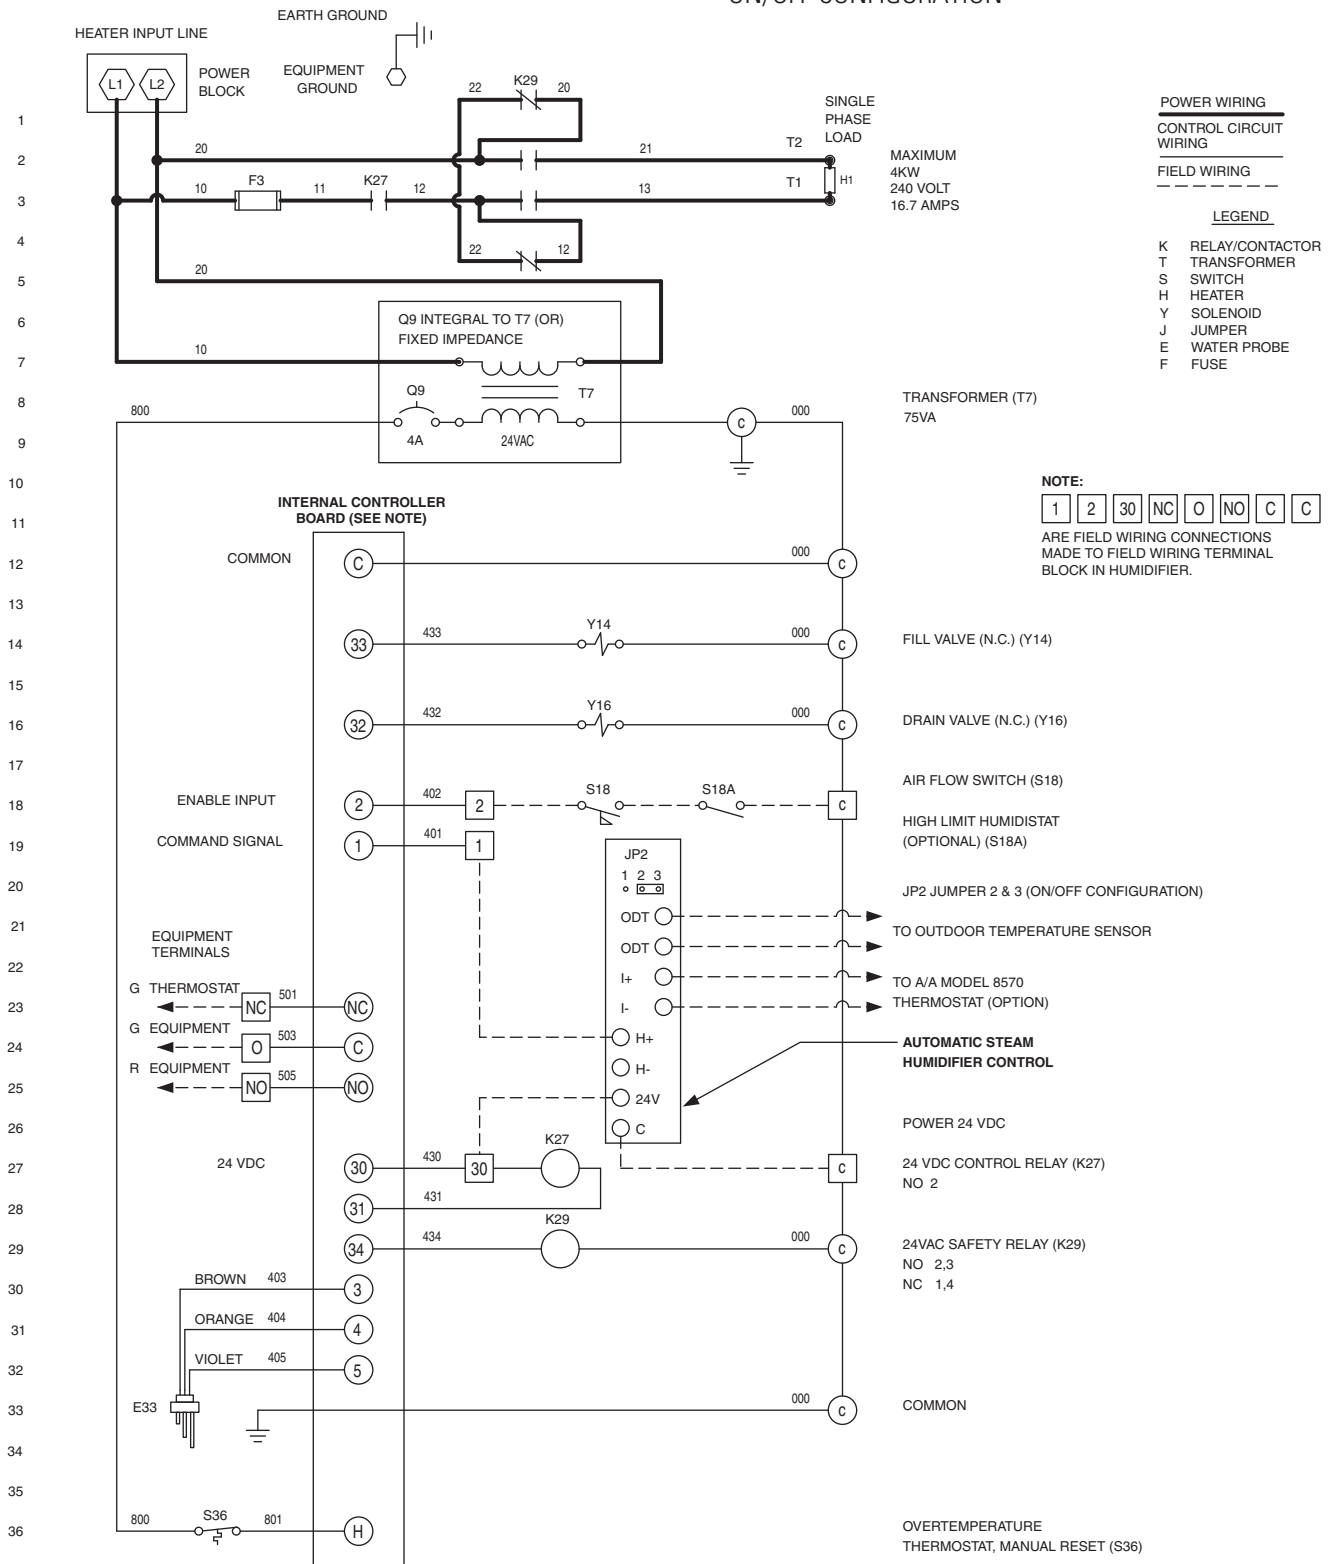 ON/OFF CONFIGURATION
EARTH GROUND
HEATER INPUT LINE
L1 L2
POWER
BLOCK
EQUIPMENT
GROUND
22 K29 20
SINGLE
PHASE
LOAD
POWER WIRING
CONTROL CIRCUIT
WIRING
FIELD WIRING
1
2
20 21 T2
MAXIMUM
4KW
240 VOLT
16.7 AMPS
3
10 F3 11 K27 12 13 T1 H1
LEGEND
K RELAY/CONTACTOR
T TRANSFORMER
S SWITCH
H HEATER
Y SOLENOID
J JUMPER
E WATER PROBE
F FUSE
4
22 12
5
20
6
Q9 INTEGRAL TO T7 (OR)
FIXED IMPEDANCE
7
10
8
Q9 T7
TRANSFORMER (T7)
75VA
800 4A 24VAC C 000
9
10
NOTE:
1 2 30 NC O NO C C
ARE FIELD WIRING CONNECTIONS
MADE TO FIELD WIRING TERMINAL
BLOCK IN HUMIDIFIER.
INTERNAL CONTROLLER
BOARD (SEE NOTE)
11
12
COMMON C 000 C
13
14
33 433 Y14 000 C
FILL VALVE (N.C.) (Y14)
15
16
32 432 Y16 000 C
DRAIN VALVE (N.C.) (Y16)
17
AIR FLOW SWITCH (S18)
18
ENABLE INPUT 2 402 2 S18 S18A C
HIGH LIMIT HUMIDISTAT
(OPTIONAL) (S18A)
19
COMMAND SIGNAL 1 401 1
JP2
1 2 3
20
JP2 JUMPER 2 & 3 (ON/OFF CONFIGURATION)
21
ODT
TO OUTDOOR TEMPERATURE SENSOR
EQUIPMENT
TERMINALS
ODT
22
I+
TO A/A MODEL 8570
THERMOSTAT (OPTION)
23
G THERMOSTAT NC 501 NC
I-
24
G EQUIPMENT O 503 C
H+
AUTOMATIC STEAM
HUMIDIFIER CONTROL
25
R EQUIPMENT NO 505 NO
H-
24V
26
C
POWER 24 VDC
27
24 VDC 30 430 30 K27 C
24 VDC CONTROL RELAY (K27)
NO 2
28
31 431
29
34 434 K29 000 C
24VAC SAFETY RELAY (K29)
NO 2,3
NC 1,4
30
BROWN 403 3
31
ORANGE 404 4
32
VIOLET 405 5
33
E33 000 C
COMMON
34
35
36
800 S36 801 H
OVERTEMPERATURE
THERMOSTAT, MANUAL RESET (S36)